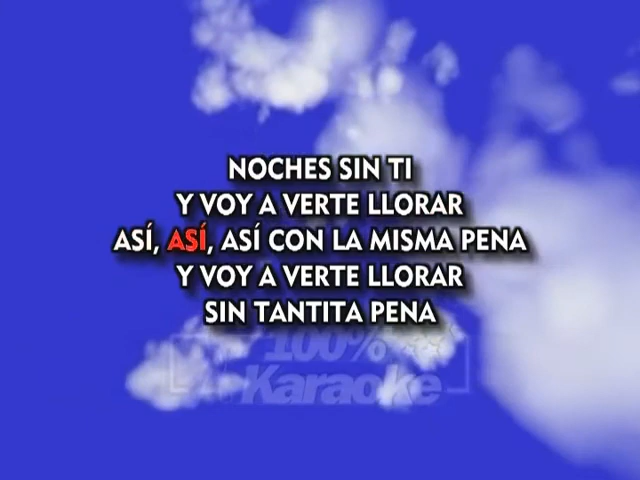 NOCHES SIN TI
Y VOY A VERTE LLORAR
ASÍ, ASÍ, ASÍ CON LA MISMA PENA
Y VOY A VERTE LLORAR
SIN TANTITA PENA
100%
Karaoke